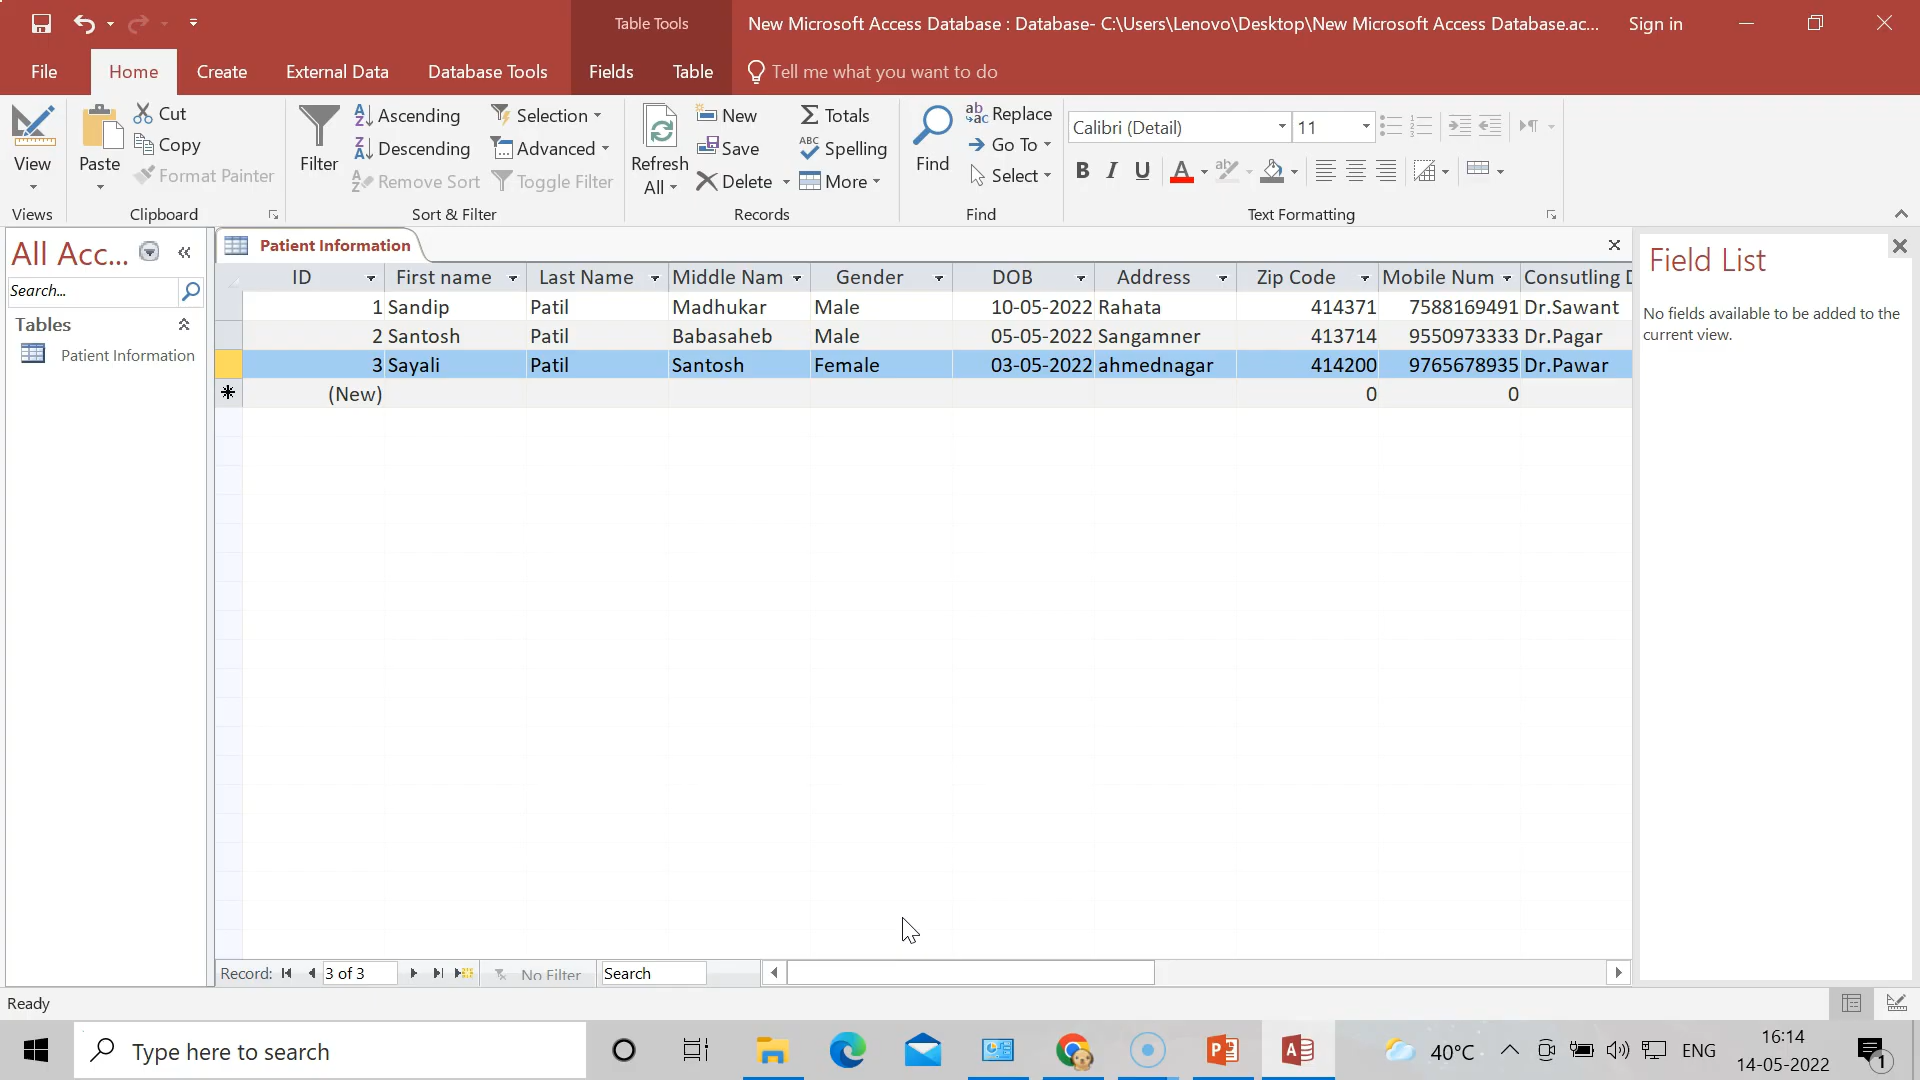 Table Tools
New Microsoft Access Database : Database- C:\Users\Lenovo\Desktop\New Microsoft Access Database.ac... Sign in
File Home Create External Data Database Tools Fields Table Tell me what you want to do
View
Views
Paste
Cut
Copy
Format Painter
Clipboard
Filter
Ascending
Descending
Remove Sort
Selection
Advanced
Toggle Filter
Sort & Filter
Refresh
All
New
Save
Delete
Totals
Spelling
More
Records
Find
Replace
Go To
Select
Find
Calibri (Detail) 11
B I U A
Text Formatting
All Acc...
Search...
Tables
Patient Information
Patient Information
ID First name Last Name Middle Nam Gender DOB Address Zip Code Mobile Num Consutling D
1 Sandip Patil Madhukar Male 10-05-2022 Rahata 414371 7588169491 Dr.Sawant
2 Santosh Patil Babasaheb Male 05-05-2022 Sangamner 413714 9550973333 Dr.Pagar
3 Sayali Patil Santosh Female 03-05-2022 ahmednagar 414200 9765678935 Dr.Pawar
(New) 0 0
Field List
No fields available to be added to the
current view.
Record: 3 of 3 No Filter Search
Ready
Type here to search
40°C ENG
16:14
14-05-2022
1